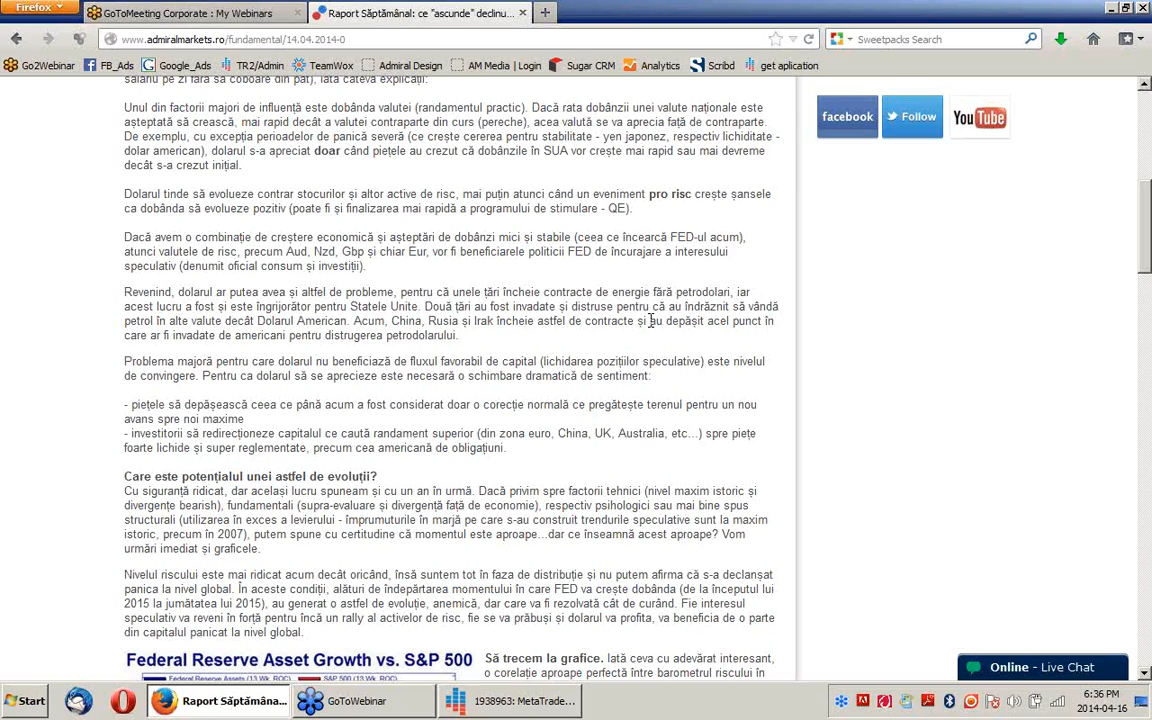 Firefox
GoToMeeting Corporate : My Webinars
Raport Săptămânal: ce "ascunde" declinu...
www.admiralmarkets.ro/fundamental/14.04.2014-0
Sweetpacks Search
Go2Webinar
FB_Ads
Google_Ads
TR2/Admin
TeamWox
Admiral Design
AM Media | Login
Sugar CRM
Analytics
Scribd
get aplication
salariu pe zi fără să coboare din pat), iată câteva explicații:
Unul din factorii majori de influență este dobânda valutei (randamentul practic). Dacă rata dobânzii unei valute naționale este
așteptată să crească, mai rapid decât a valutei contraparte din curs (pereche), acea valută se va aprecia față de contraparte.
De exemplu, cu excepția perioadelor de panică severă (ce crește cererea pentru stabilitate - yen japonez, respectiv lichiditate -
dolar american), dolarul s-a apreciat doar când piețele au crezut că dobânzile în SUA vor crește mai rapid sau mai devreme
decât s-a crezut inițial.
Dolarul tinde să evolueze contrar stocurilor și altor active de risc, mai puțin atunci când un eveniment pro risc crește șansele
ca dobânda să evolueze pozitiv (poate fi și finalizarea mai rapidă a programului de stimulare - QE).
Dacă avem o combinație de creștere economică și așteptări de dobânzi mici și stabile (ceea ce încearcă FED-ul acum),
atunci valutele de risc, precum Aud, Nzd, Gbp și chiar Eur, vor fi beneficiarele politicii FED de încurajare a interesului
speculativ (denumit oficial consum și investiții).
Revenind, dolarul ar putea avea și altfel de probleme, pentru că unele țări încheie contracte de energie fără petrodolari, iar
acest lucru a fost și este îngrijorător pentru Statele Unite. Două țări au fost invadate și distruse pentru că au îndrăznit să vândă
petrol în alte valute decât Dolarul American. Acum, China, Rusia și Irak încheie astfel de contracte și au depășit acel punct în
care ar fi invadate de americani pentru distrugerea petrodolarului.
Problema majoră pentru care dolarul nu beneficiază de fluxul favorabil de capital (lichidarea pozițiilor speculative) este nivelul
de convingere. Pentru ca dolarul să se aprecieze este necesară o schimbare dramatică de sentiment:
- piețele să depășească ceea ce până acum a fost considerat doar o corecție normală ce pregătește terenul pentru un nou
avans spre noi maxime
- investitorii să redirecționeze capitalul ce caută randament superior (din zona euro, China, UK, Australia, etc...) spre piețe
foarte lichide și super reglementate, precum cea americană de obligațiuni.
Care este potențialul unei astfel de evoluții?
Cu siguranță ridicat, dar același lucru spuneam și cu un an în urmă. Dacă privim spre factorii tehnici (nivel maxim istoric și
divergențe bearish), fundamentali (supra-evaluare și divergență față de economie), respectiv psihologici sau mai bine spus
structurali (utilizarea în exces a levierului - împrumuturile în marjă pe care s-au construit trendurile speculative sunt la maxim
istoric, precum în 2007), putem spune cu certitudine că momentul este aproape...dar ce înseamnă acest aproape? Vom
urmări imediat și graficele.
Nivelul riscului este mai ridicat acum decât oricând, însă suntem tot în faza de distribuție și nu putem afirma că s-a declanșat
panica la nivel global. În aceste condiții, alături de îndepărtarea momentului în care FED va crește dobânda (de la începutul lui
2015 la jumătatea lui 2015), au generat o astfel de evoluție, anemică, dar care va fi rezolvată cât de curând. Fie interesul
speculativ va reveni în forță pentru încă un rally al activelor de risc, fie se va prăbuși și dolarul va profita, va beneficia de o parte
din capitalul panicat la nivel global.
Federal Reserve Asset Growth vs. S&P 500
Federal Reserve Assets (13 Wk. ROC)
S&P 500 (13 Wk. ROC)
Să trecem la grafice. Iată ceva cu adevărat interesant,
o corelație aproape perfectă între barometrul riscului în
facebook
Follow
YouTube
Online - Live Chat
Start
Raport Săptămâna...
GoToWebinar
1938963: MetaTrade...
6:36 PM
2014-04-16